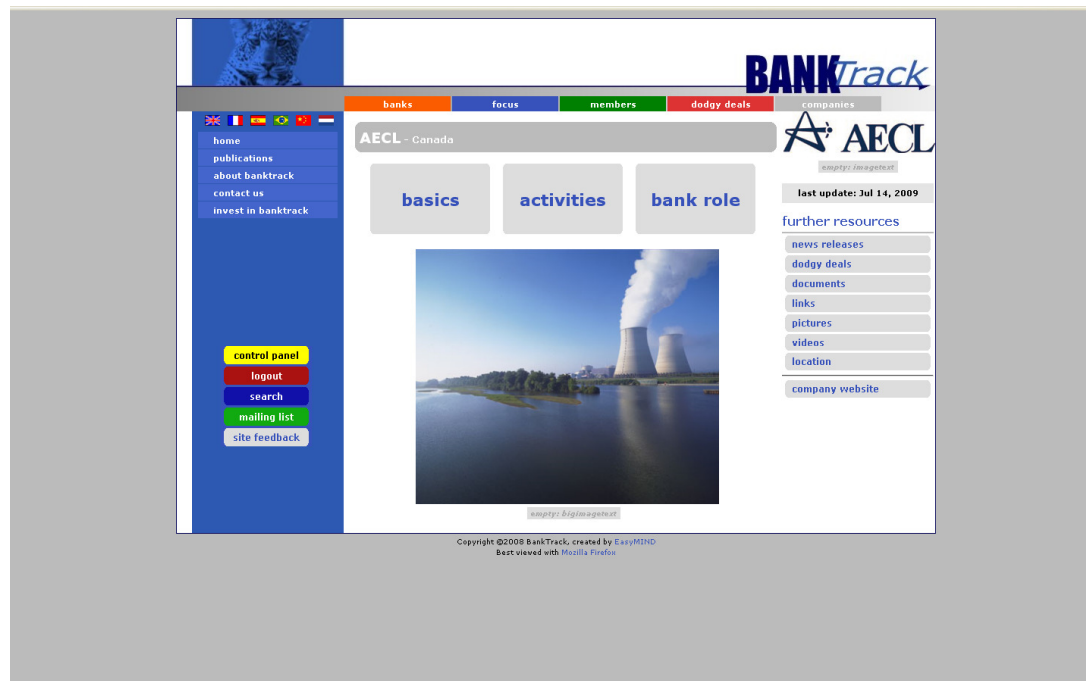 BANKTrack
banks
focus
members
dodgy deals
companies
home
publications
about banktrack
contact us
invest in banktrack
control panel
logout
search
mailing list
site feedback
AECL - Canada
basics
activities
bank role
empty: bigimagetext
AECL
empty: imagetext
last update: Jul 14, 2009
further resources
news releases
dodgy deals
documents
links
pictures
videos
location
company website
Copyright ©2008 BankTrack, created by EasyMIND
Best viewed with Mozilla Firefox